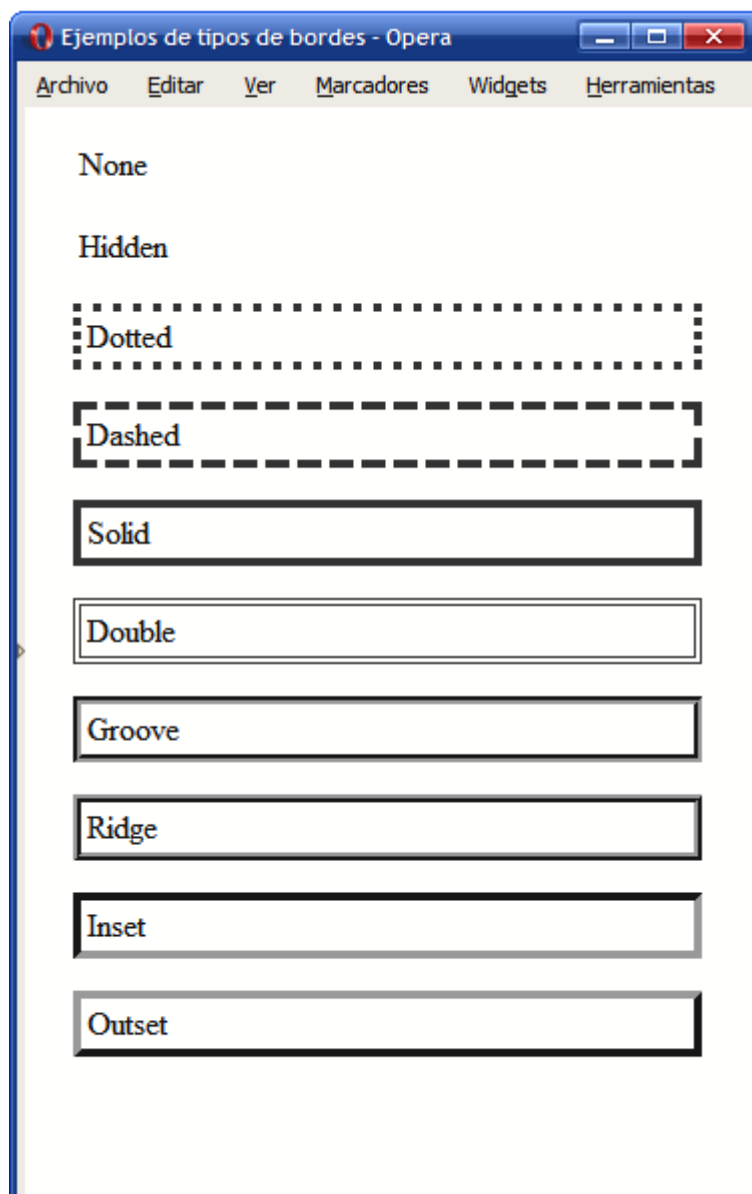 Ejemplos de tipos de bordes - Opera
Archivo Editar Ver Marcadores Widgets Herramientas
None
Hidden
Dotted
Dashed
Solid
Double
Groove
Ridge
Inset
Outset